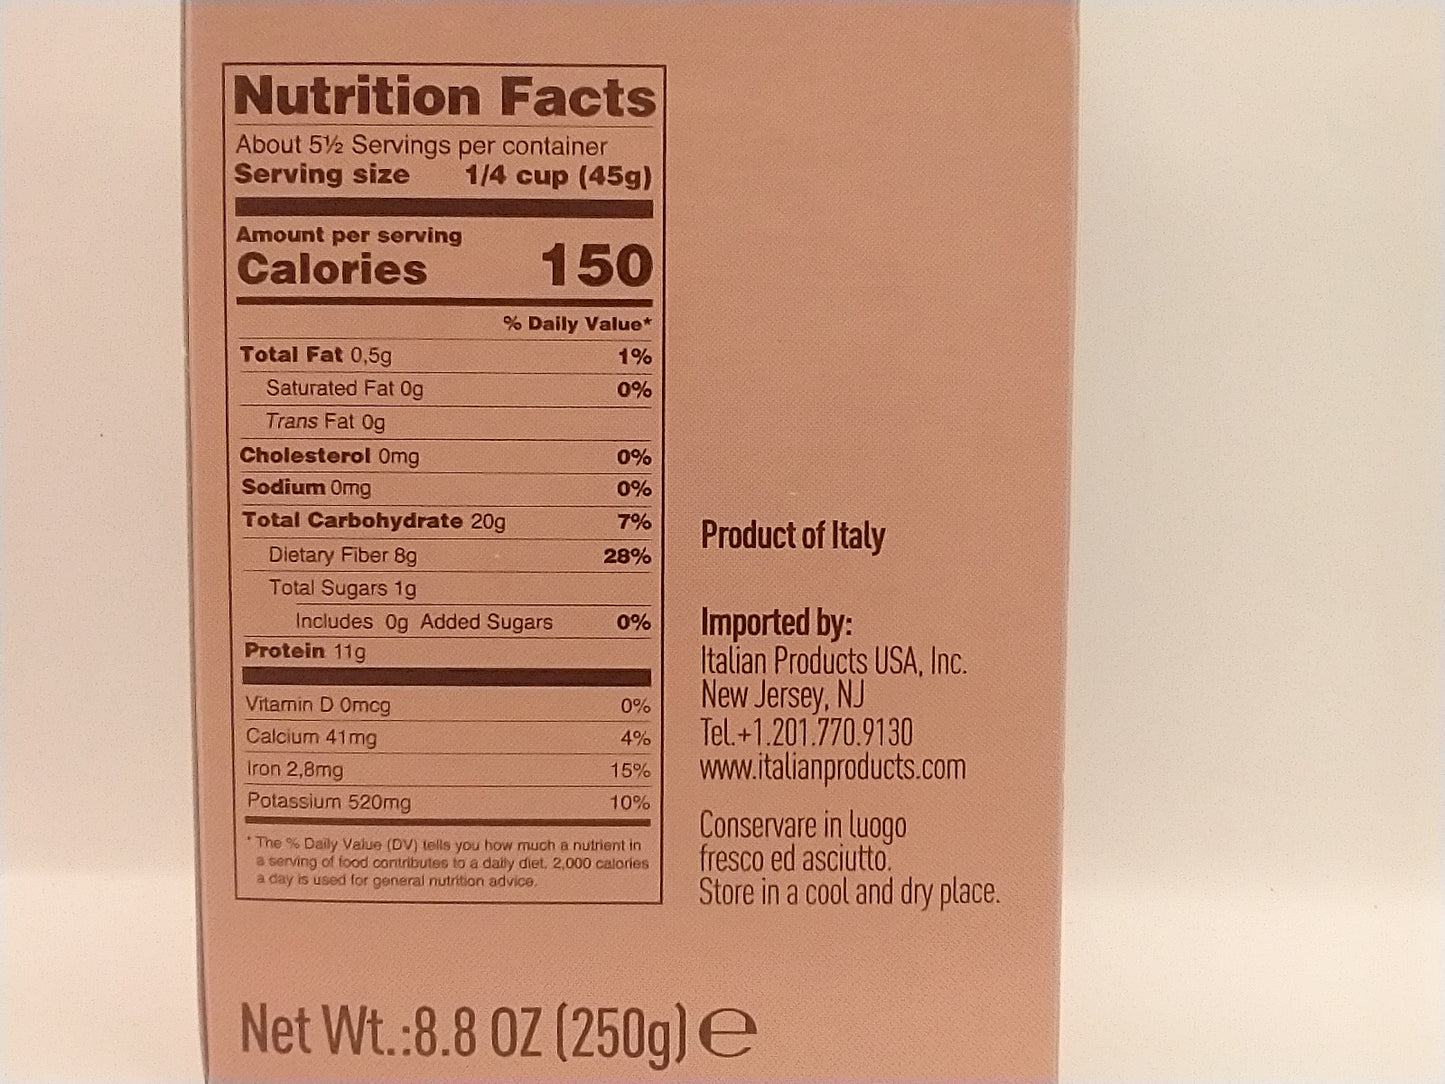 Nutrition Facts
About 5½ Servings per container
Serving size 1/4 cup (45g)
Amount per serving
Calories 150
% Daily Value*
Total Fat 0,5g 1%
Saturated Fat 0g 0%
Trans Fat 0g
Cholesterol 0mg 0%
Sodium 0mg 0%
Total Carbohydrate 20g 7%
Dietary Fiber 8g 28%
Total Sugars 1g
Includes 0g Added Sugars 0%
Protein 11g
Vitamin D 0mcg 0%
Calcium 41mg 4%
Iron 2,8mg 15%
Potassium 520mg 10%
* The % Daily Value (DV) tells you how much a nutrient in
a serving of food contributes to a daily diet. 2,000 calories
a day is used for general nutrition advice.
Product of Italy
Imported by:
Italian Products USA, Inc.
New Jersey, NJ
Tel.+1.201.770.9130
www.italianproducts.com
Conservare in luogo
fresco ed asciutto.
Store in a cool and dry place.
Net Wt.:8.8 OZ (250g) ℮